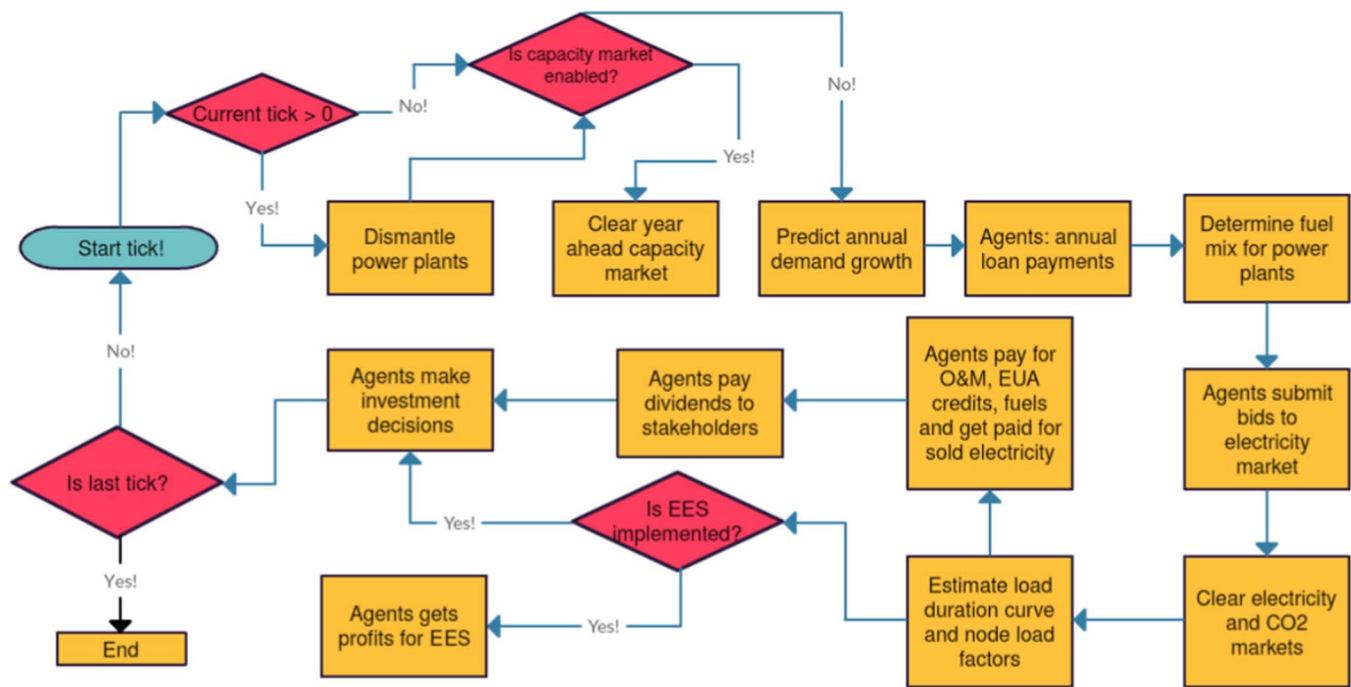 Is capacity market
enabled?
No!
Current tick > 0
No!
Yes!
Yes!
Start tick!
Dismantle
power plants
Clear year
ahead capacity
market
Predict annual
demand growth
Agents: annual
loan payments
Determine fuel
mix for power
plants
No!
Agents make
investment
decisions
Agents pay
dividends to
stakeholders
Agents pay for
O&M, EUA
credits, fuels
and get paid for
sold electricity
Agents submit
bids to
electricity
market
Is last tick?
Yes!
Is EES
implemented?
Yes!
Agents gets
profits for EES
Yes!
Estimate load
duration curve
and node load
factors
Clear electricity
and CO2
markets
End